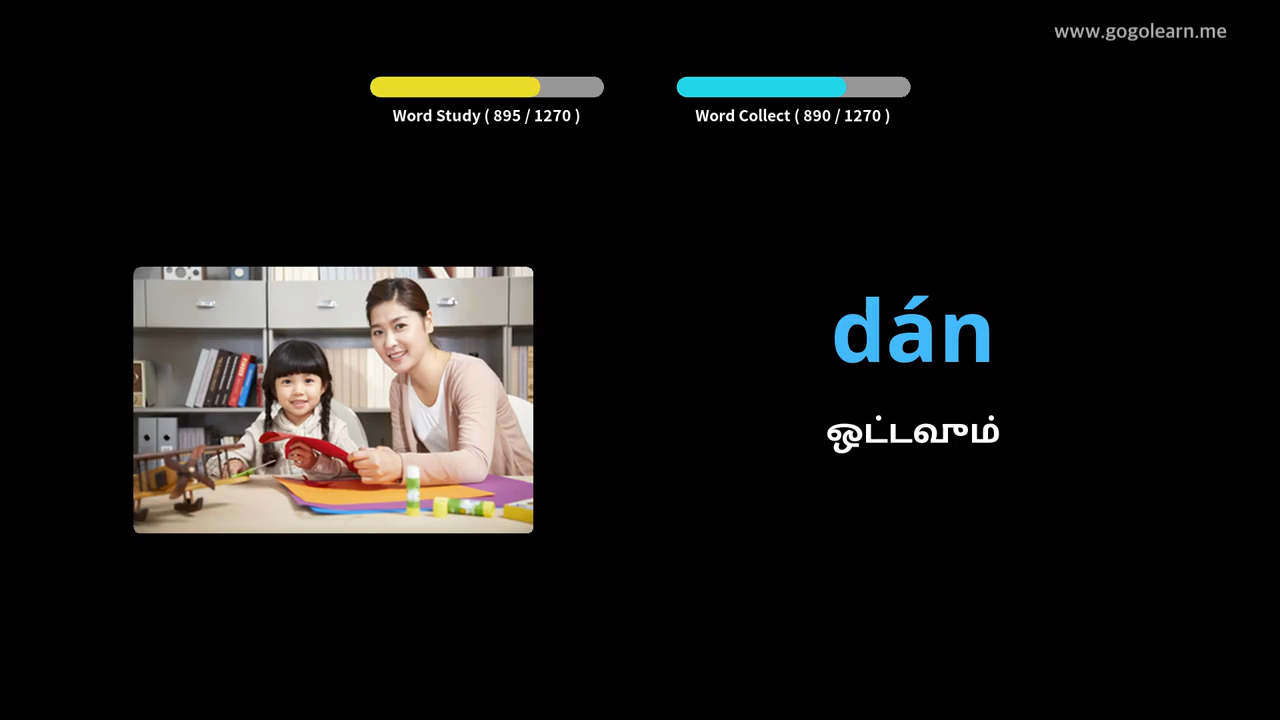 www.gogolearn.me
Word Study ( 895 / 1270 )
Word Collect ( 890 / 1270 )
dán
ஒட்டவும்